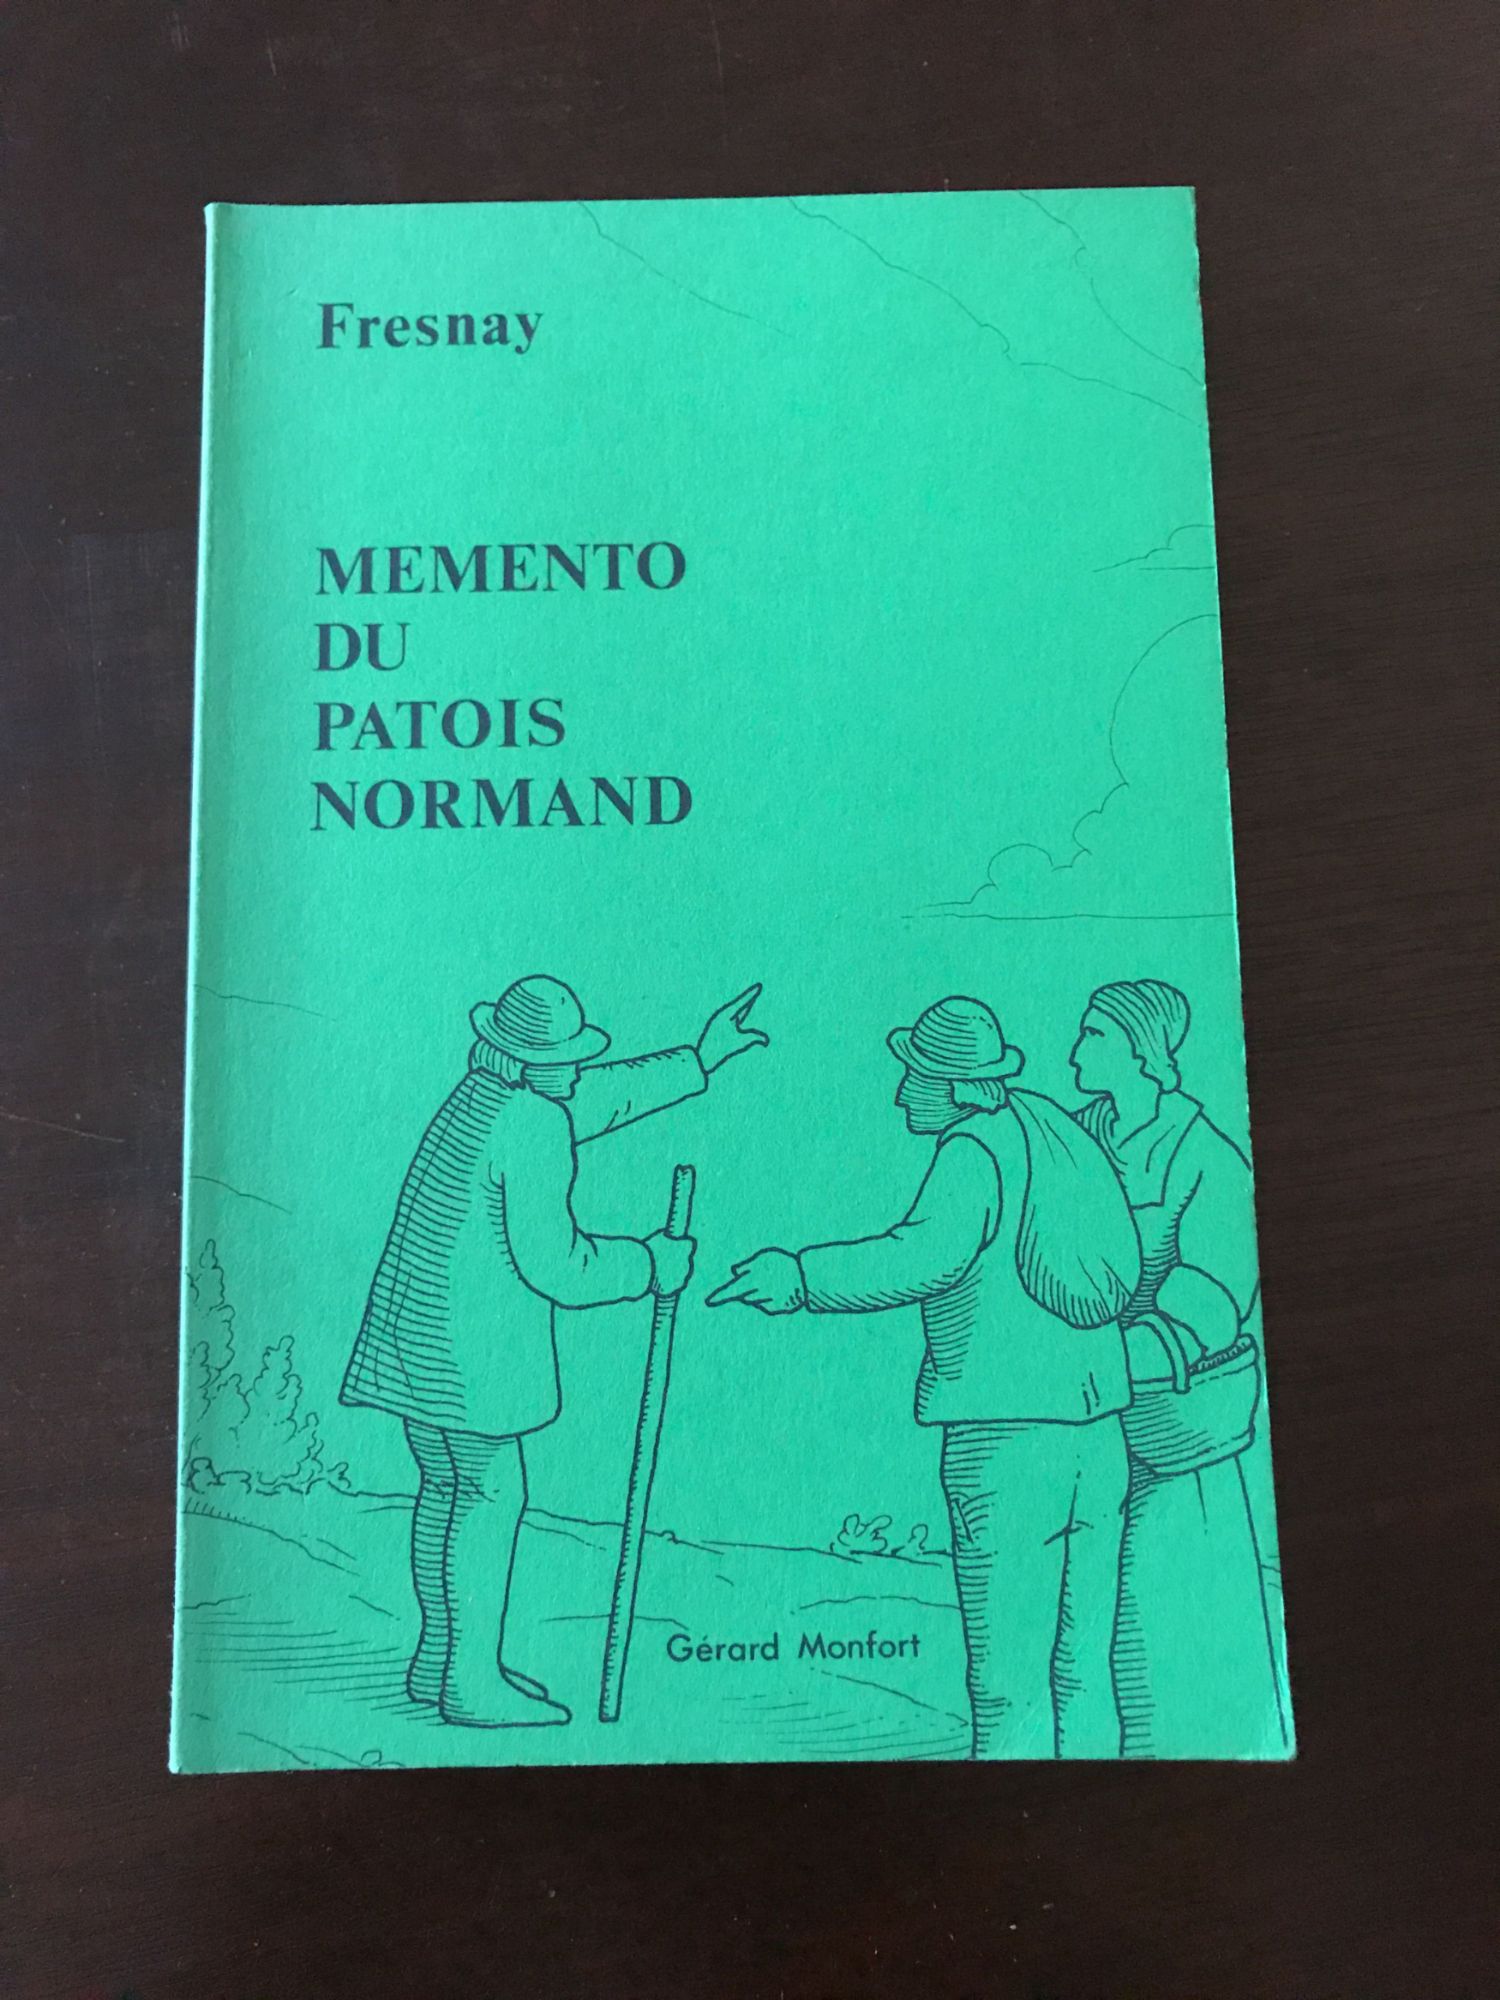 Fresnay
MEMENTO
DU
PATOIS
NORMAND
Gérard Monfort